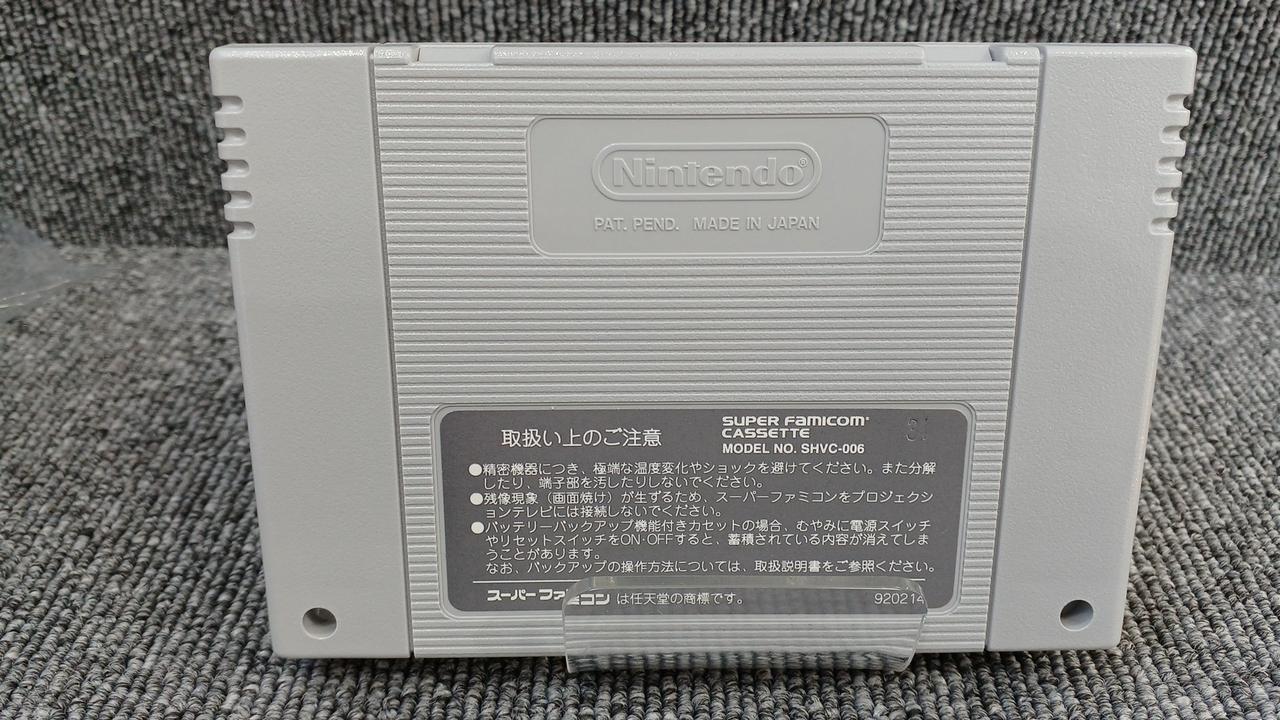 Nintendo®
PAT. PEND. MADE IN JAPAN
取扱い上のご注意
SUPER FAMICOM®
CASSETTE
MODEL NO. SHVC-006
●精密機器につき、極端な温度変化やショックを避けてください。また分解
したり、端子部を汚したりしないでください。
●残像現象（画面焼け）が生ずるため、スーパーファミコンをプロジェクシ
ョンテレビには接続しないでください。
●バッテリーバックアップ機能付きカセットの場合、むやみに電源スイッチ
やリセットスイッチをON·OFFすると、蓄積されている内容が消えてしま
うことがあります。
なお、バックアップの操作方法については、取扱説明書をご参照ください。
スーパーファミコン は任天堂の商標です。
920214